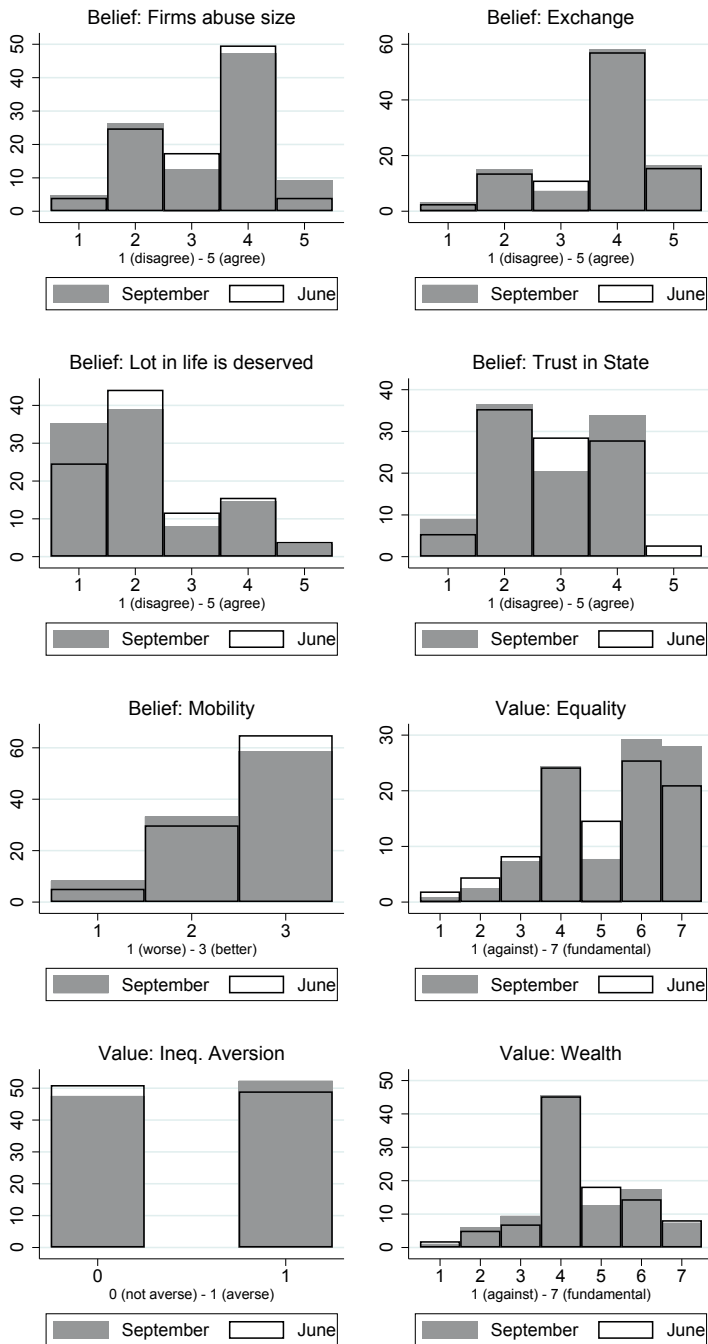 Belief: Firms abuse size
50
40
30
20
10
0
1 2 3 4 5
1 (disagree) - 5 (agree)
September June
Belief: Exchange
60
40
20
0
1 2 3 4 5
1 (disagree) - 5 (agree)
September June
Belief: Lot in life is deserved
40
30
20
10
0
1 2 3 4 5
1 (disagree) - 5 (agree)
September June
Belief: Trust in State
40
30
20
10
0
1 2 3 4 5
1 (disagree) - 5 (agree)
September June
Belief: Mobility
60
40
20
0
1 2 3
1 (worse) - 3 (better)
September June
Value: Equality
30
20
10
0
1 2 3 4 5 6 7
1 (against) - 7 (fundamental)
September June
Value: Ineq. Aversion
50
40
30
20
10
0
0 1
0 (not averse) - 1 (averse)
September June
Value: Wealth
50
40
30
20
10
0
1 2 3 4 5 6 7
1 (against) - 7 (fundamental)
September June